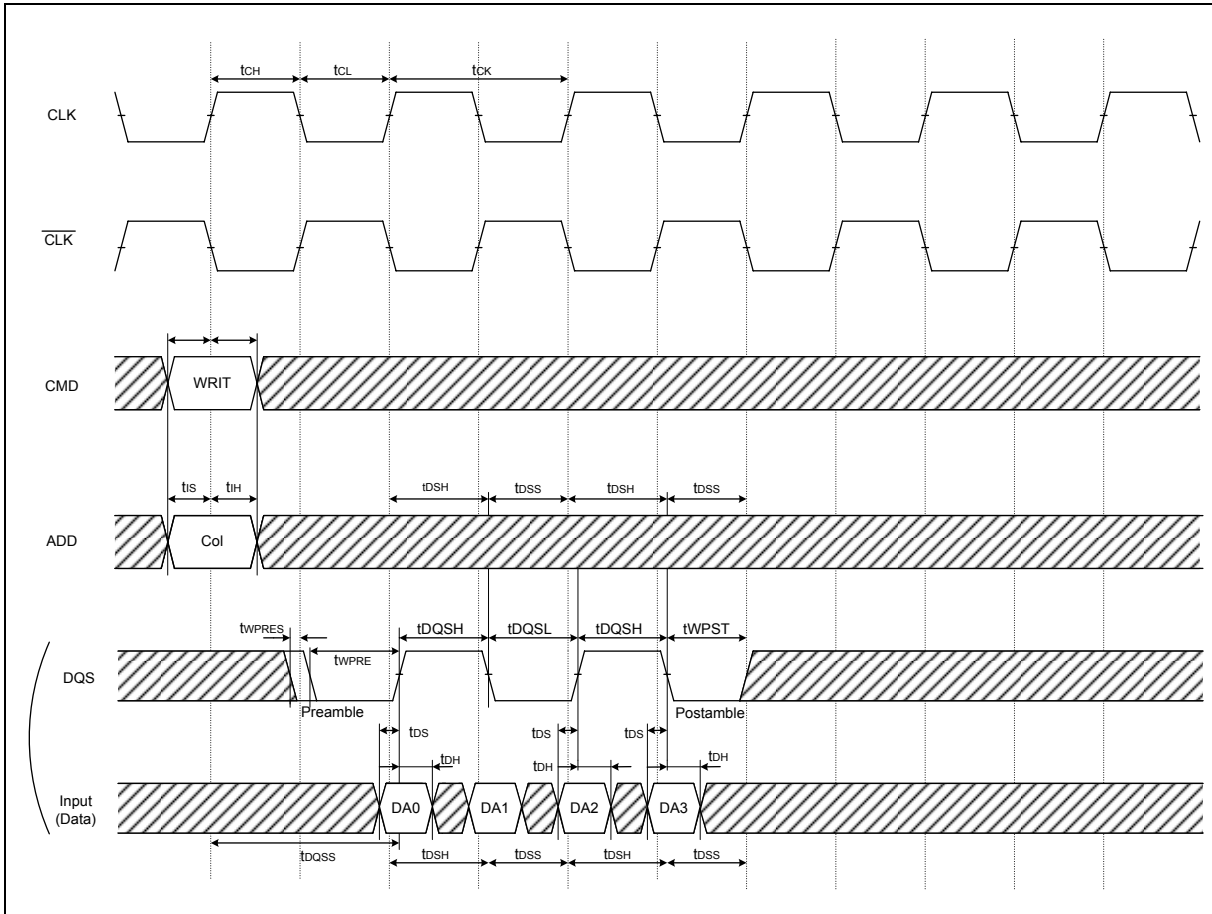 tCH tCL tCK
CLK
CLK
CMD WRIT
tIS tIH tDSH tDSS tDSH tDSS
ADD Col
tWPRES tDQSH tDQSL tDQSH tWPST
tWPRE
DQS
Preamble Postamble
tDS tDS tDS
tDH tDH tDH
Input
(Data)
DA0 DA1 DA2 DA3
tDQSS tDSH tDSS tDSH tDSS